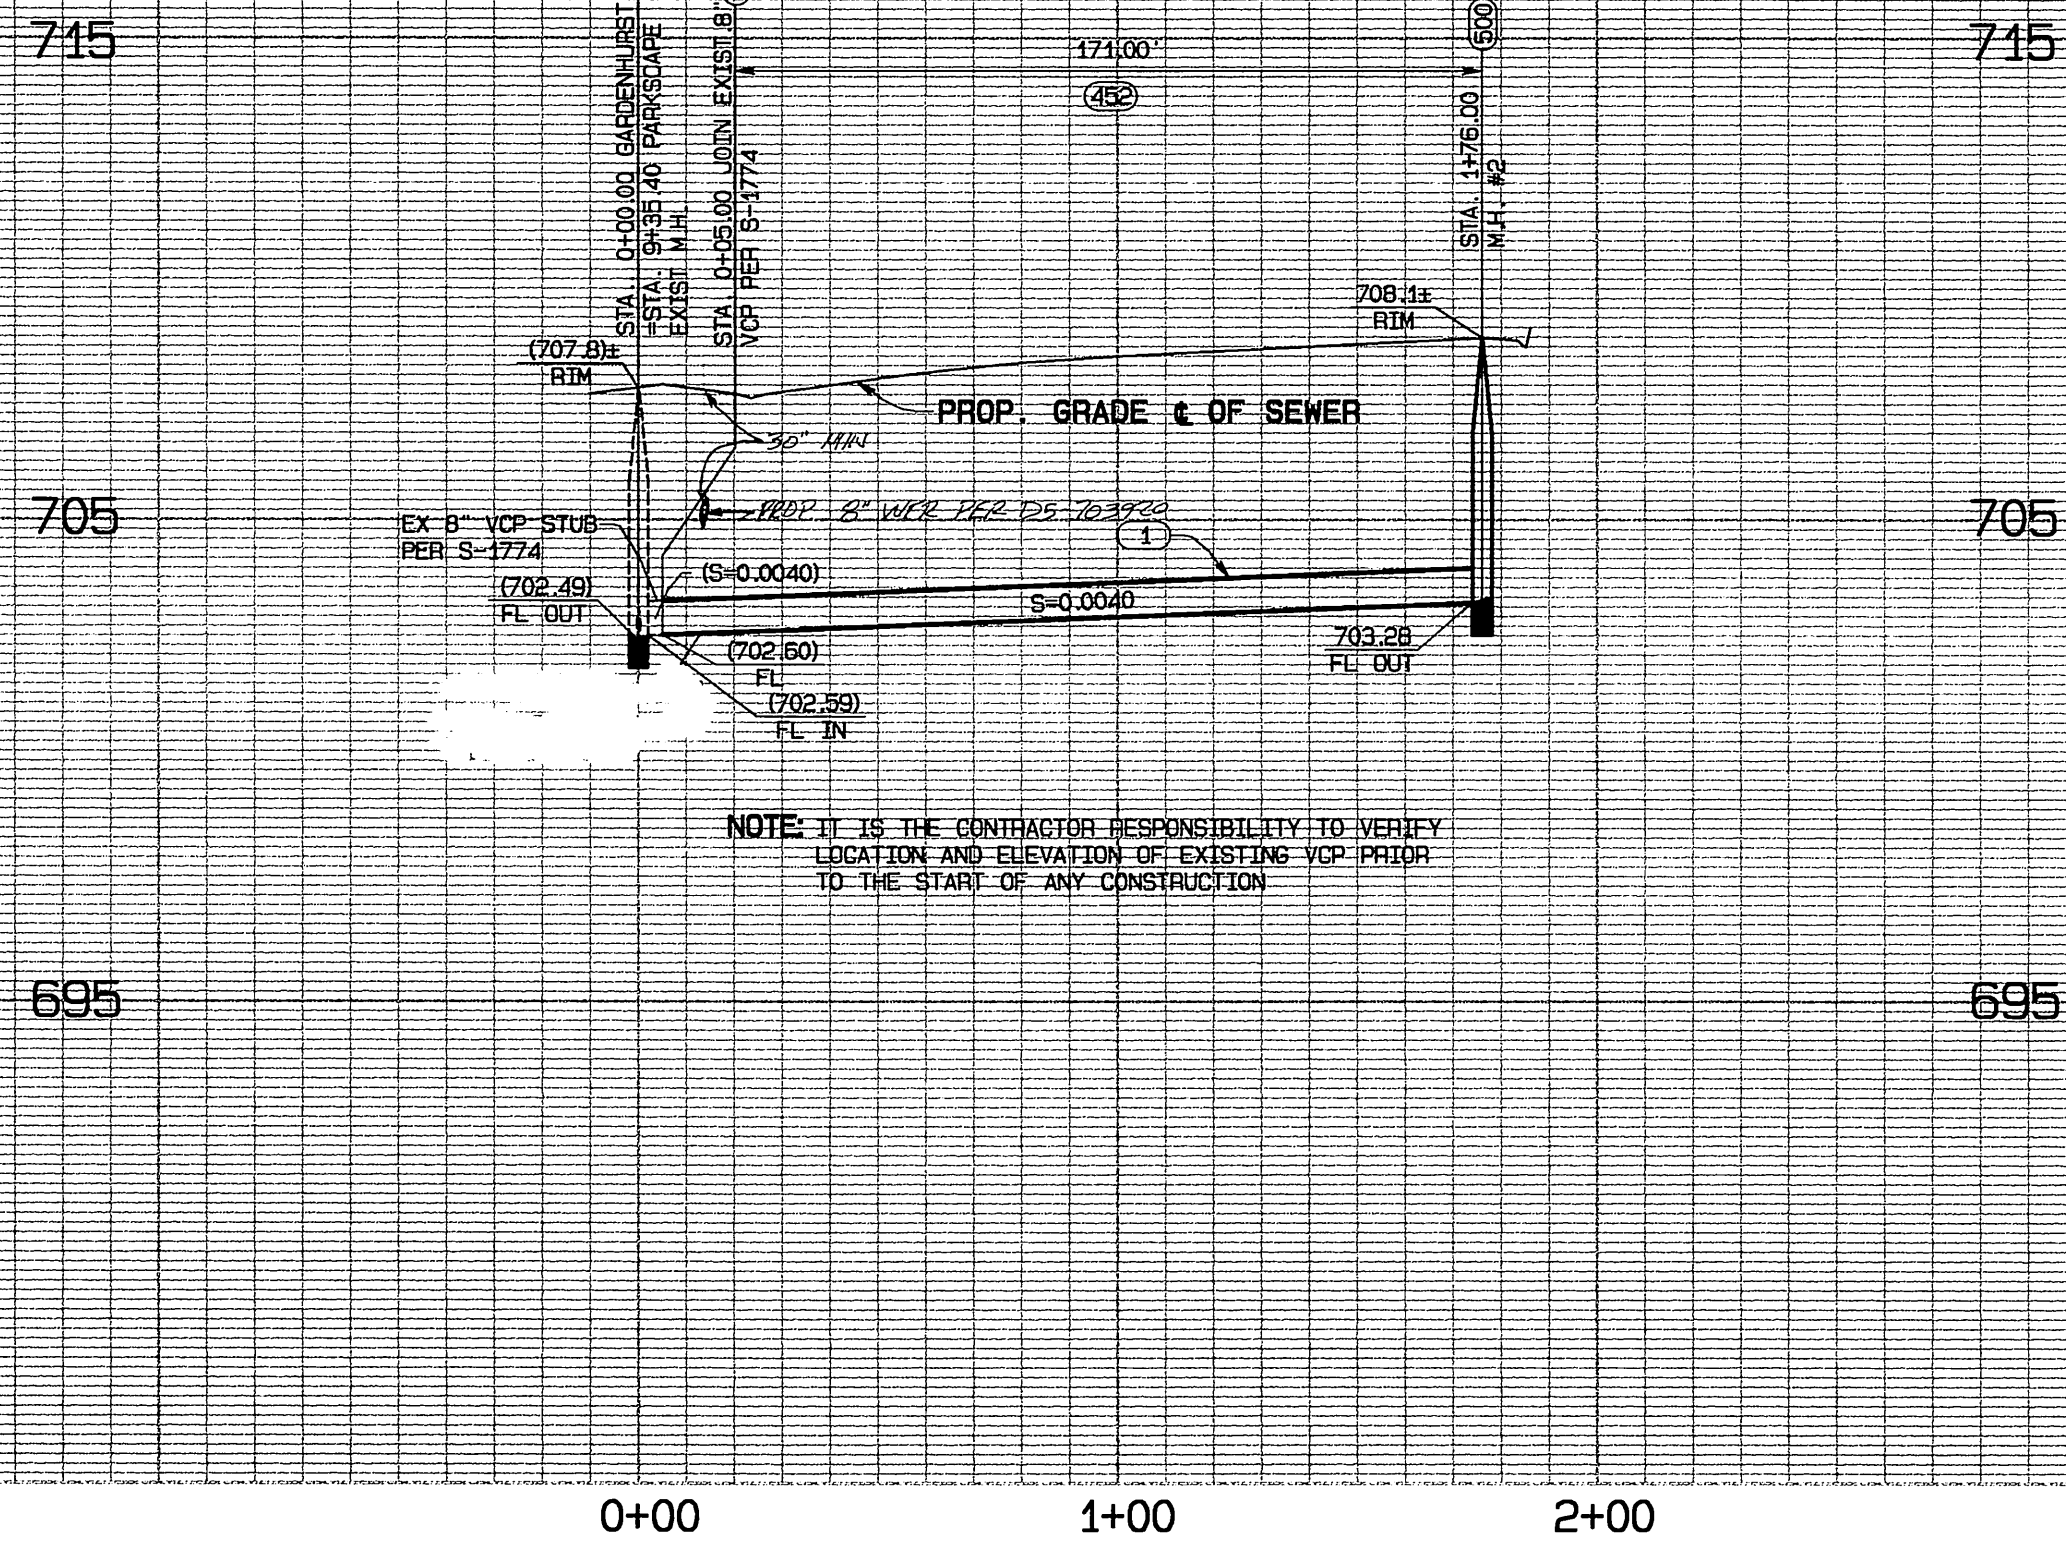 715
715
STA. 0+00.00 GARDENHURST
=STA. 9+35.40 PARKSCAPE
EXIST. M.H.
STA. 0+05.00 JOIN EXIST.8"
VCP PER S-1774
171.00'
452
500
STA. 1+76.00
M.H. #2
708.1±
RIM
(707.8)±
RIM
PROP. GRADE ℄ OF SEWER
30" MIN
705
705
PROP 8" WTR PER DS-703920
1
EX 8" VCP STUB
PER S-1774
(S=0.0040)
(702.49)
FL OUT
S=0.0040
703.28
FL OUT
(702.60)
FL
(702.59)
FL IN
NOTE: IT IS THE CONTRACTOR RESPONSIBILITY TO VERIFY
LOCATION AND ELEVATION OF EXISTING VCP PRIOR
TO THE START OF ANY CONSTRUCTION
695
695
0+00
1+00
2+00